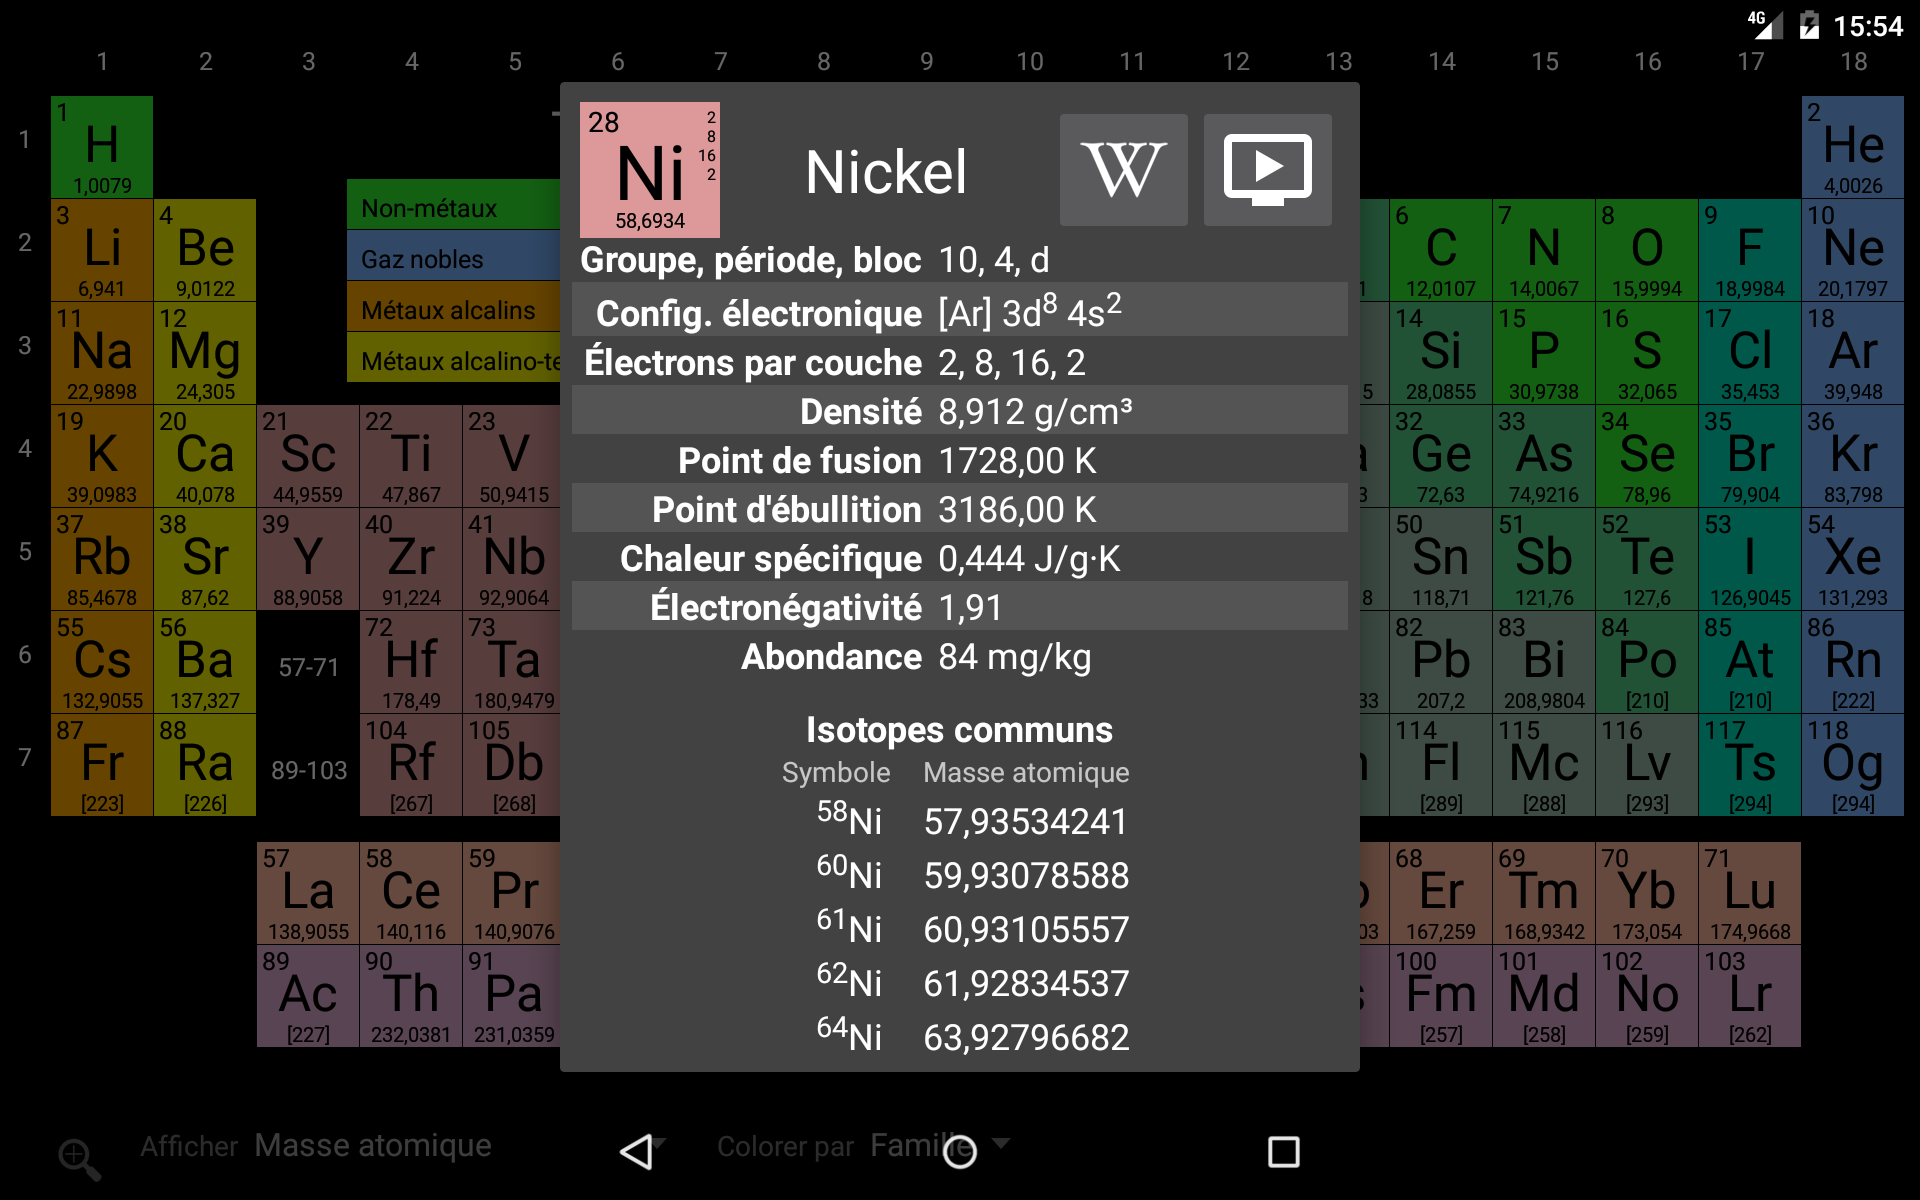 4G 15:54
1 2 3 4 5 6 7 8 9 10 11 12 13 14 15 16 17 18
1 2 3 4 5 6 7
1 H 1,0079
2 He 4,0026
3 Li 6,941
4 Be 9,0122
6 C 12,0107
7 N 14,0067
8 O 15,9994
9 F 18,9984
10 Ne 20,1797
11 Na 22,9898
12 Mg 24,305
14 Si 28,0855
15 P 30,9738
16 S 32,065
17 Cl 35,453
18 Ar 39,948
19 K 39,0983
20 Ca 40,078
21 Sc 44,9559
22 Ti 47,867
23 V 50,9415
32 Ge 72,63
33 As 74,9216
34 Se 78,96
35 Br 79,904
36 Kr 83,798
37 Rb 85,4678
38 Sr 87,62
39 Y 88,9058
40 Zr 91,224
41 Nb 92,9064
50 Sn 118,71
51 Sb 121,76
52 Te 127,6
53 I 126,9045
54 Xe 131,293
55 Cs 132,9055
56 Ba 137,327
57-71
72 Hf 178,49
73 Ta 180,9479
82 Pb 207,2
83 Bi 208,9804
84 Po [210]
85 At [210]
86 Rn [222]
87 Fr [223]
88 Ra [226]
89-103
104 Rf [267]
105 Db [268]
114 Fl [289]
115 Mc [288]
116 Lv [293]
117 Ts [294]
118 Og [294]
57 La 138,9055
58 Ce 140,116
59 Pr 140,9076
68 Er 167,259
69 Tm 168,9342
70 Yb 173,054
71 Lu 174,9668
89 Ac [227]
90 Th 232,0381
91 Pa 231,0359
100 Fm [257]
101 Md [258]
102 No [259]
103 Lr [262]
Non-métaux
Gaz nobles
Métaux alcalins
Métaux alcalino-te
28 Ni 58,6934
2
8
16
2
Nickel
W
Groupe, période, bloc 10, 4, d
Config. électronique [Ar] 3d⁸ 4s²
Électrons par couche 2, 8, 16, 2
Densité 8,912 g/cm³
Point de fusion 1728,00 K
Point d'ébullition 3186,00 K
Chaleur spécifique 0,444 J/g·K
Électronégativité 1,91
Abondance 84 mg/kg
Isotopes communs
Symbole Masse atomique
⁵⁸Ni 57,93534241
⁶⁰Ni 59,93078588
⁶¹Ni 60,93105557
⁶²Ni 61,92834537
⁶⁴Ni 63,92796682
Afficher Masse atomique
Colorer par Famille